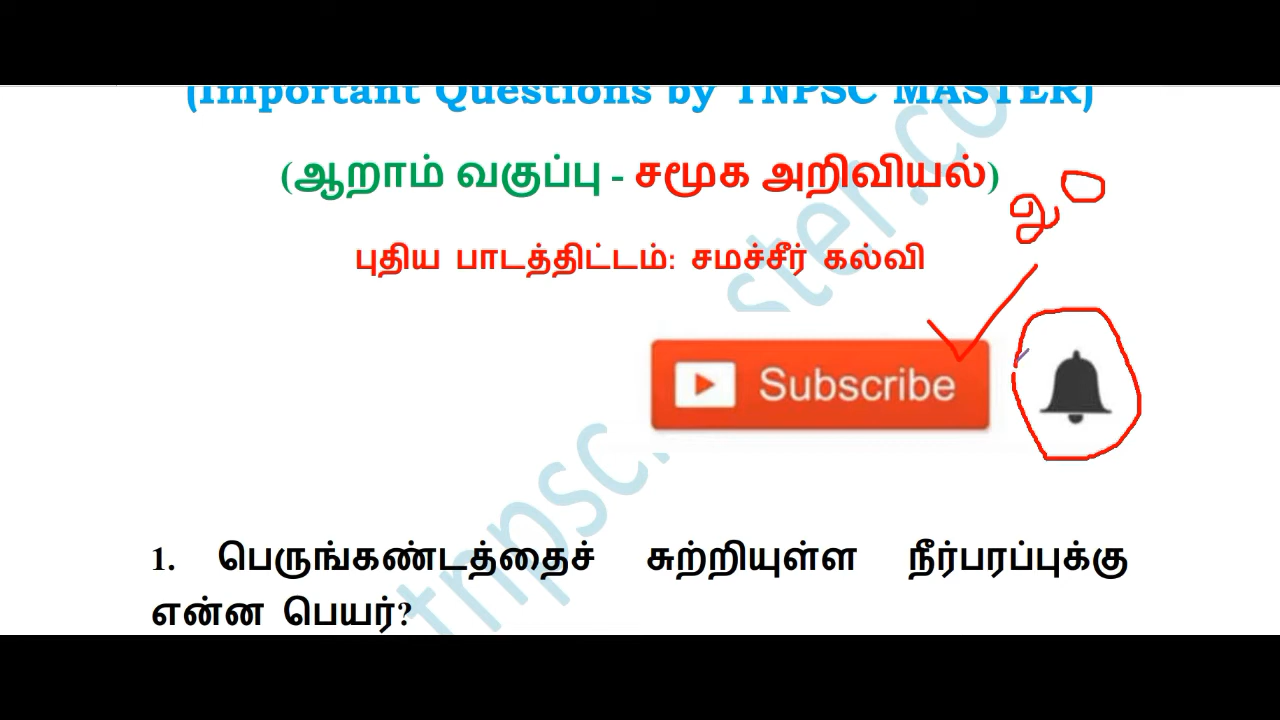 (Important Questions by TNPSC MASTER)
(ஆறாம் வகுப்பு - சமூக அறிவியல்)
புதிய பாடத்திட்டம்: சமச்சீர் கல்வி
Subscribe
1. பெருங்கண்டத்தைச் சுற்றியுள்ள நீர்பரப்புக்கு
என்ன பெயர்?